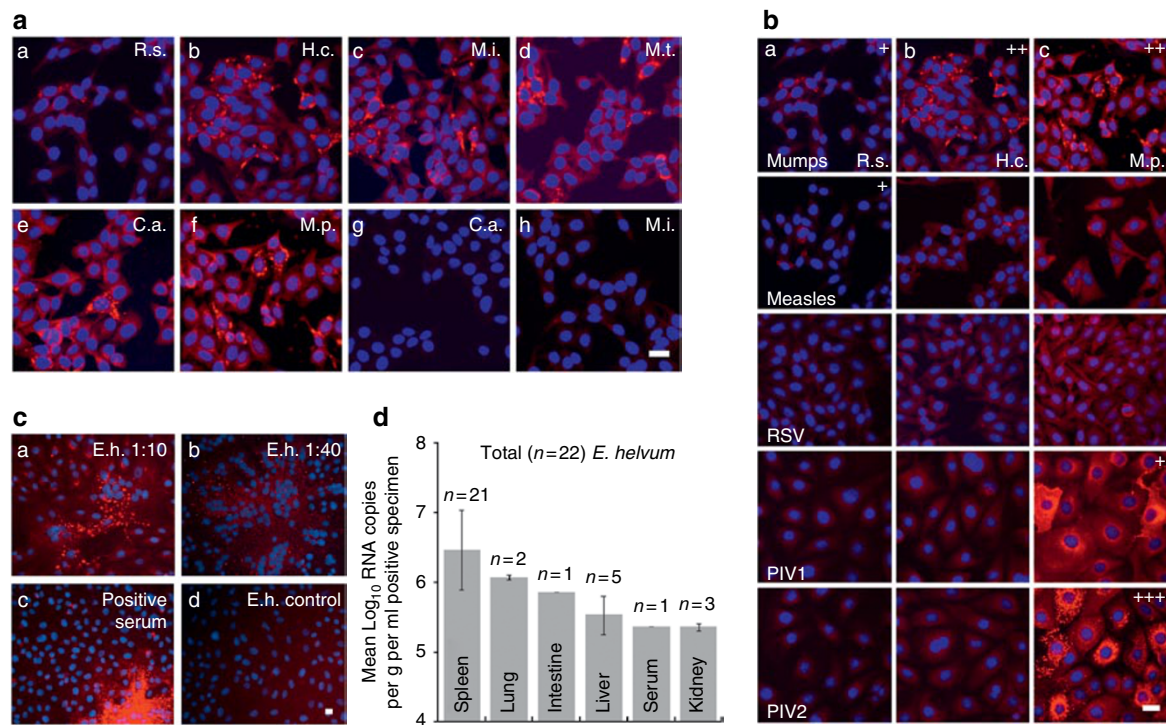 a
a R.s.
b H.c.
c M.i.
d M.t.
e C.a.
f M.p.
g C.a.
h M.i.
b
a +
Mumps R.s.
b ++
H.c.
c ++
M.p.
+
Measles
RSV
PIV1
+
PIV2
+++
c
a E.h. 1:10
b E.h. 1:40
c Positive
serum
d E.h. control
d
Mean Log10 RNA copies
per g per ml positive specimen
8
7
6
5
4
Total (n=22) E. helvum
n=21
n=2
n=1
n=5
n=1
n=3
Spleen
Lung
Intestine
Liver
Serum
Kidney